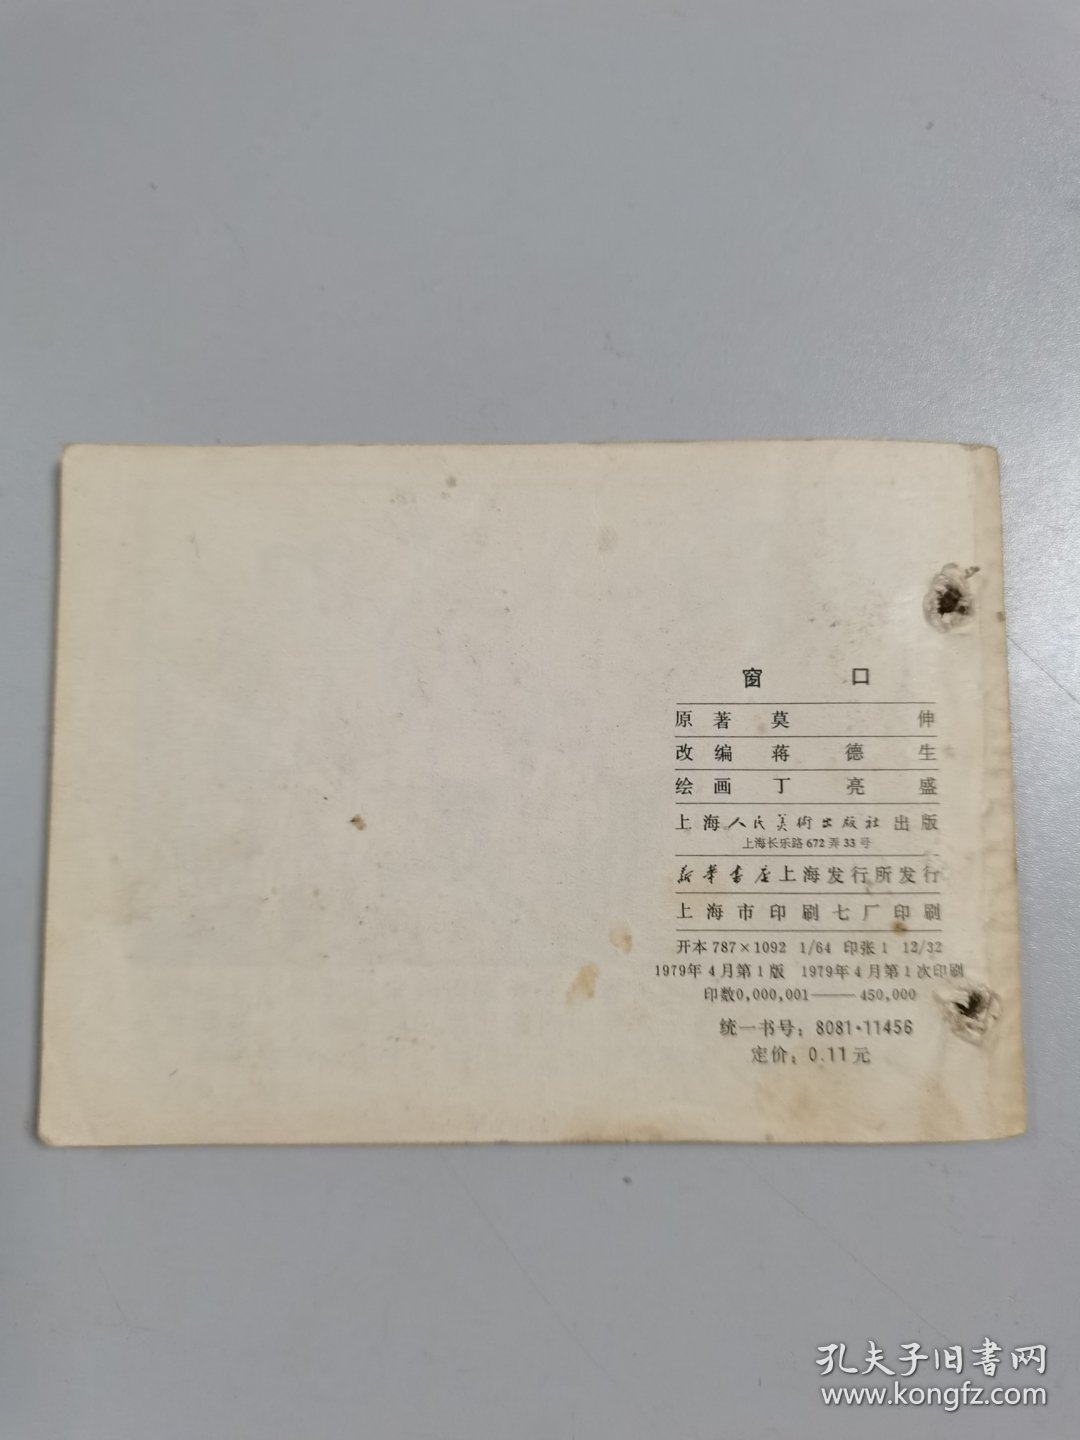 窗 口
原著 莫 伸
改编 蒋 德 生
绘画 丁 亮 盛
上海人民美術出版社出版
上海长乐路672弄33号
新华书店上海发行所发行
上海市印刷七厂印刷
开本787×1092 1/64 印张1 12/32
1979年4月第1版 1979年4月第1次印刷
印数0,000,001——450,000
统一书号：8081·11456
定价：0.11元
孔夫子旧書网
www.kongfz.com